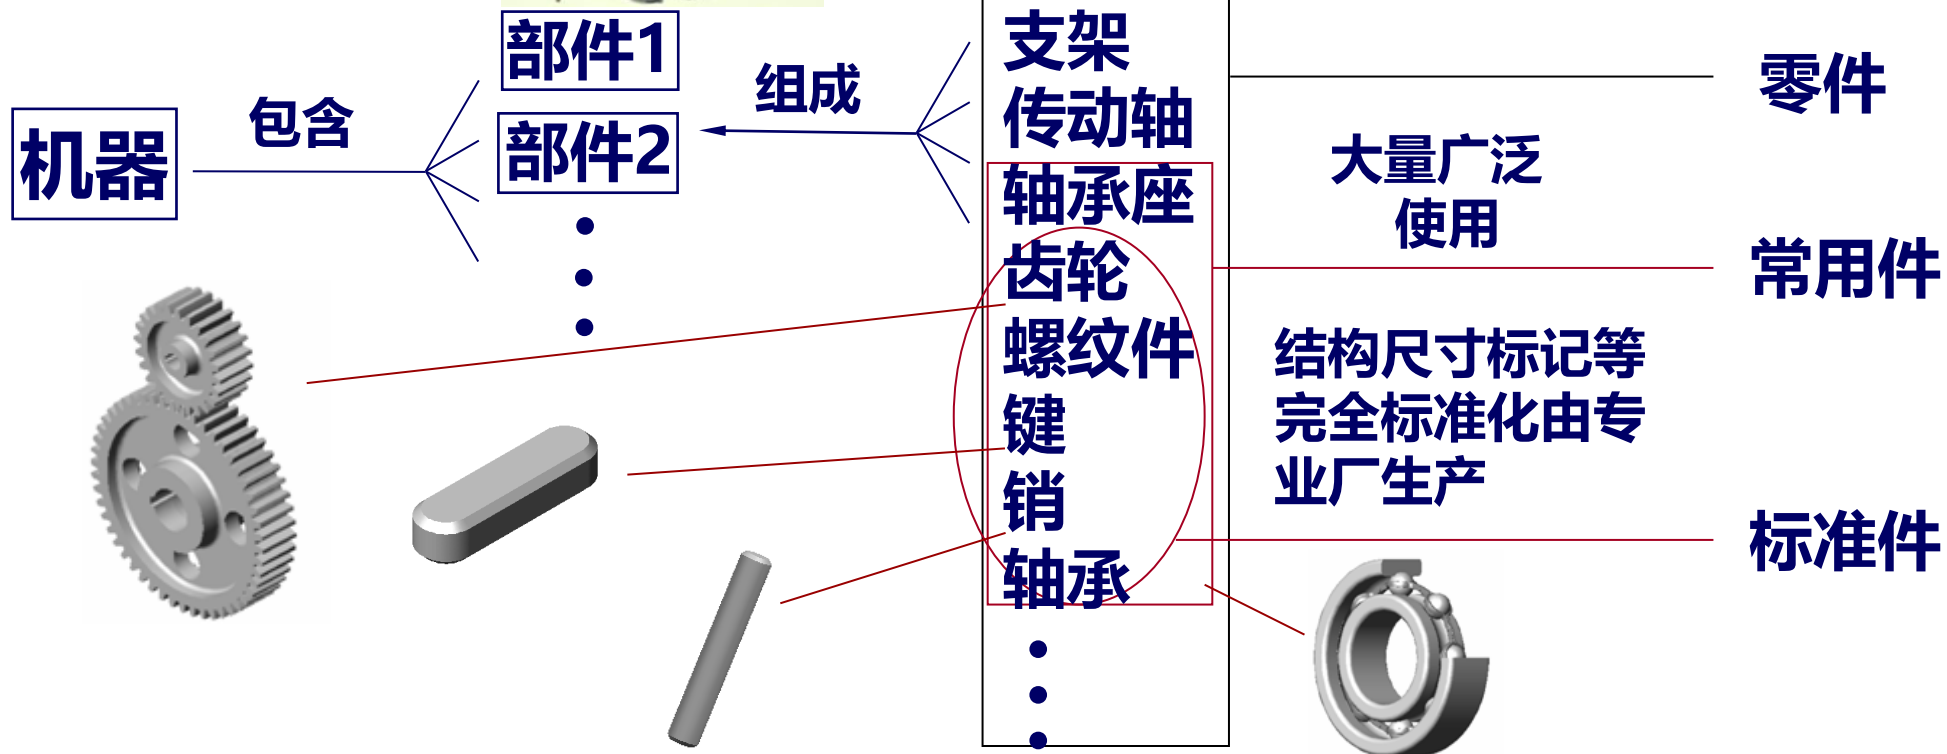 机器
包含
部件1
部件2
组成
支架
传动轴
轴承座
齿轮
螺纹件
键
销
轴承
零件
大量广泛
使用
常用件
结构尺寸标记等
完全标准化由专
业厂生产
标准件